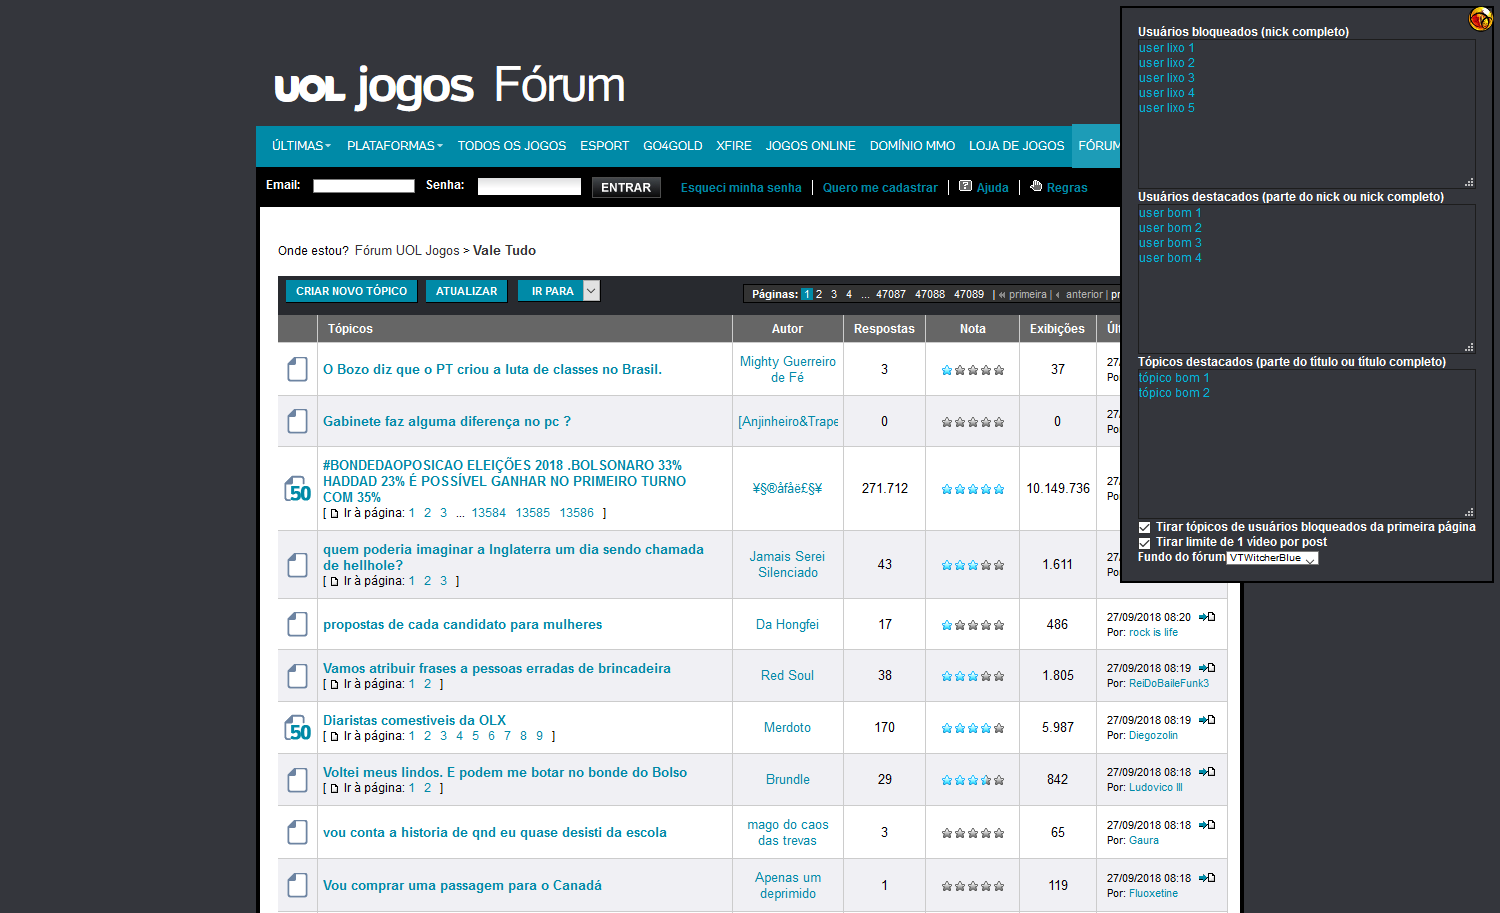 UOL jogos Fórum
ÚLTIMAS PLATAFORMAS TODOS OS JOGOS ESPORT GO4GOLD XFIRE JOGOS ONLINE DOMÍNIO MMO LOJA DE JOGOS FÓRUM
Email: Senha: ENTRAR Esqueci minha senha Quero me cadastrar Ajuda Regras
Onde estou? Fórum UOL Jogos > Vale Tudo
CRIAR NOVO TÓPICO ATUALIZAR IR PARA Páginas: 1 2 3 4 ... 47087 47088 47089 | primeira | anterior |
Tópicos Autor Respostas Nota Exibições
O Bozo diz que o PT criou a luta de classes no Brasil. Mighty Guerreiro de Fé 3 37 27/
Por:
Gabinete faz alguma diferença no pc ? [Anjinheiro&Trape 0 0 27/
Por:
#BONDEDAOPOSICAO ELEIÇÕES 2018 .BOLSONARO 33%
HADDAD 23% É POSSÍVEL GANHAR NO PRIMEIRO TURNO
COM 35%
[ Ir à página: 1 2 3 ... 13584 13585 13586 ]
50 ¥§®åfåë£§¥ 271.712 10.149.736 27/
Por:
quem poderia imaginar a Inglaterra um dia sendo chamada
de hellhole?
[ Ir à página: 1 2 3 ]
Jamais Serei
Silenciado
43 1.611 27/
Por:
propostas de cada candidato para mulheres Da Hongfei 17 486 27/09/2018 08:20
Por: rock is life
Vamos atribuir frases a pessoas erradas de brincadeira
[ Ir à página: 1 2 ]
Red Soul 38 1.805 27/09/2018 08:19
Por: ReiDoBaileFunk3
50 Diaristas comestiveis da OLX
[ Ir à página: 1 2 3 4 5 6 7 8 9 ]
Merdoto 170 5.987 27/09/2018 08:19
Por: Diegozolin
Voltei meus lindos. E podem me botar no bonde do Bolso
[ Ir à página: 1 2 ]
Brundle 29 842 27/09/2018 08:18
Por: Ludovico III
vou conta a historia de qnd eu quase desisti da escola
mago do caos
das trevas
3 65 27/09/2018 08:18
Por: Gaura
Vou comprar uma passagem para o Canadá
Apenas um
deprimido
1 119 27/09/2018 08:18
Por: Fluoxetine
Usuários bloqueados (nick completo)
user lixo 1
user lixo 2
user lixo 3
user lixo 4
user lixo 5
Usuários destacados (parte do nick ou nick completo)
user bom 1
user bom 2
user bom 3
user bom 4
Tópicos destacados (parte do título ou título completo)
tópico bom 1
tópico bom 2
Tirar tópicos de usuários bloqueados da primeira página
Tirar limite de 1 vídeo por post
Fundo do fórum VTWitcherBlue